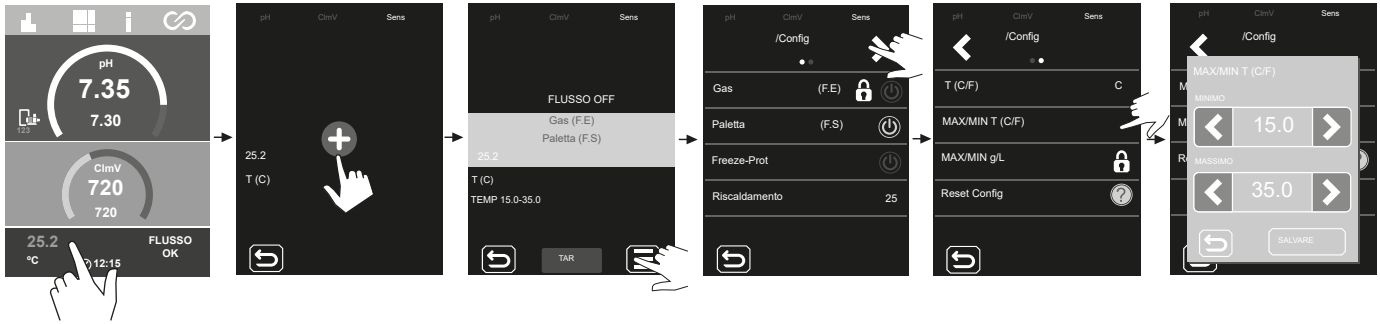 pH
7.35
7.30
123
ClmV
720
720
25.2
ºC
12:15
FLUSSO
OK
pH ClmV Sens
25.2
T (C)
pH ClmV Sens
FLUSSO OFF
Gas (F.E)
Paletta (F.S)
25.2
T (C)
TEMP 15.0-35.0
TAR
pH ClmV Sens
/Config
Gas (F.E)
Paletta (F.S)
Freeze-Prot
Riscaldamento 25
pH ClmV Sens
/Config
T (C/F) C
MAX/MIN T (C/F)
MAX/MIN g/L
Reset Config ?
pH ClmV Sens
/Config
MAX/MIN T (C/F)
MINIMO
15.0
MASSIMO
35.0
SALVARE